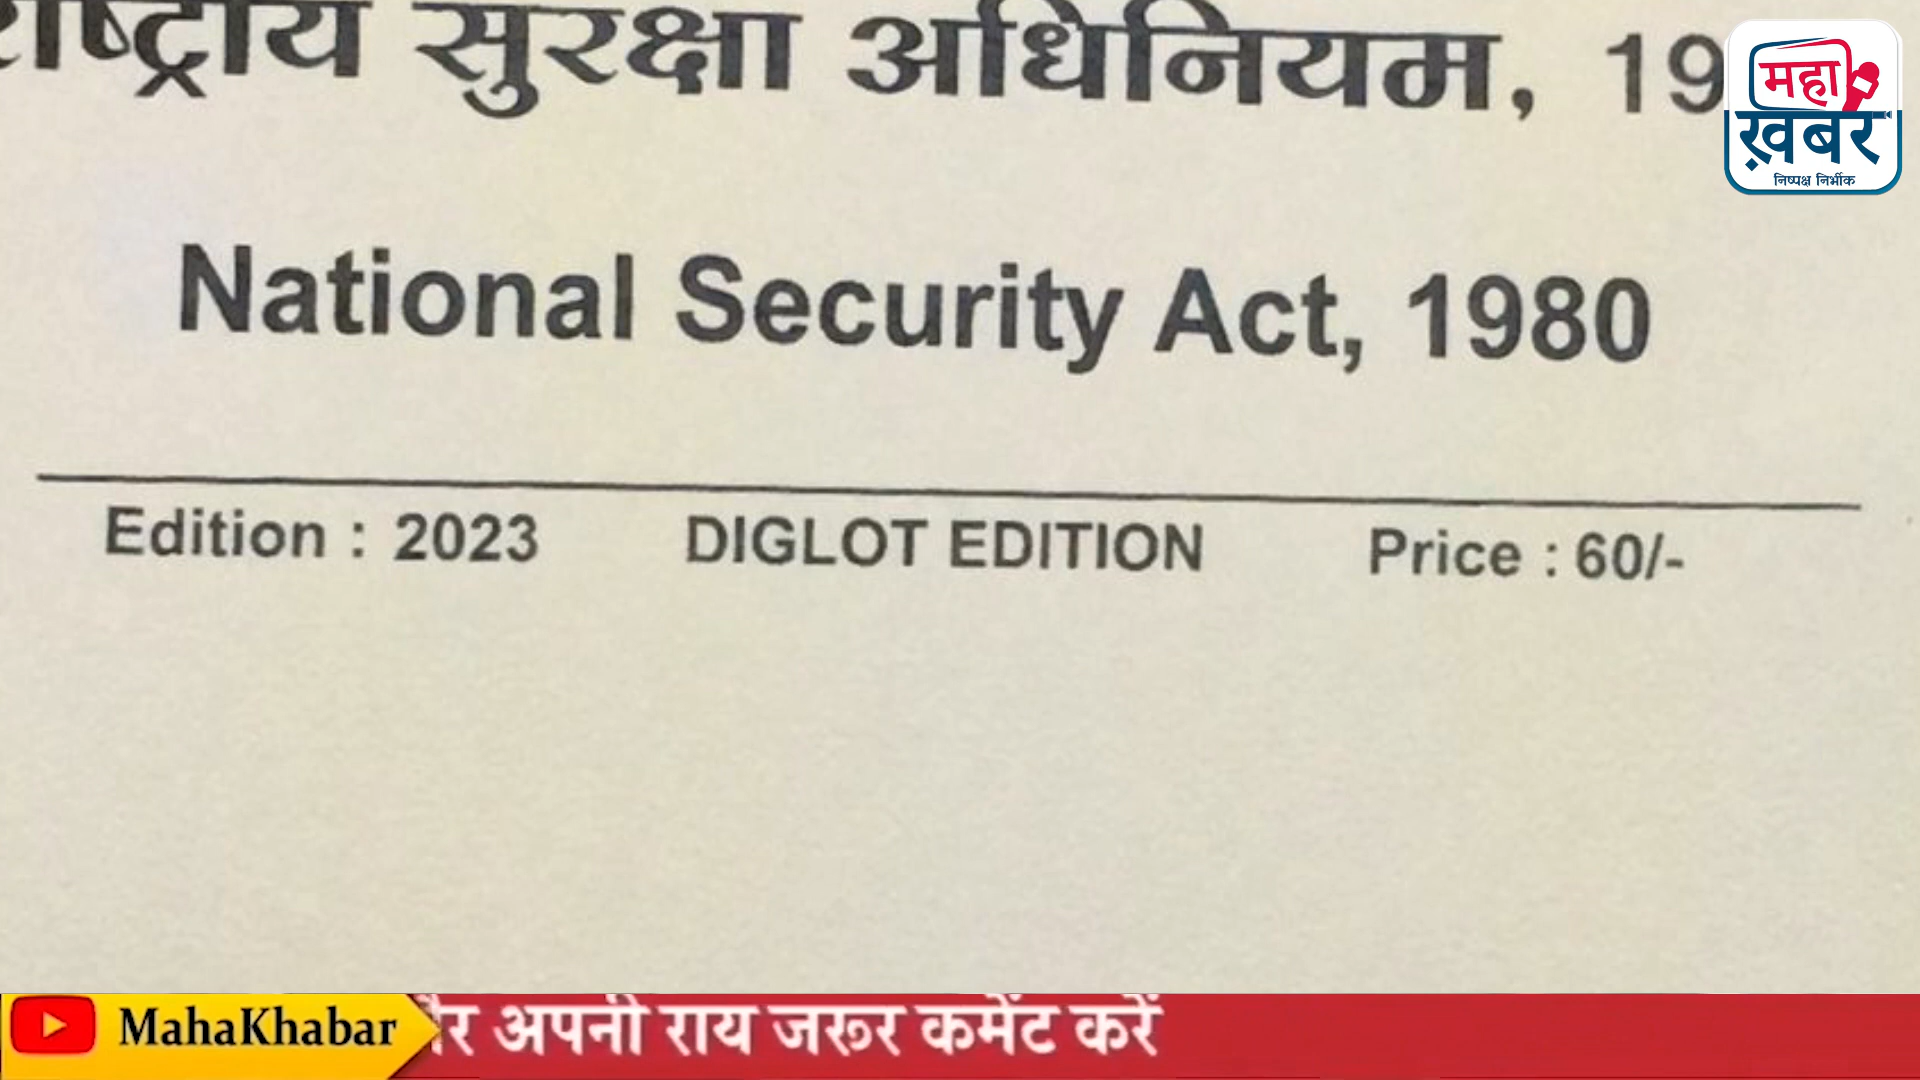 राष्ट्रीय सुरक्षा अधिनियम, 19
महा
ख़बर
निष्पक्ष निर्भीक
National Security Act, 1980
Edition : 2023 DIGLOT EDITION Price : 60/-
MahaKhabar र अपनी राय जरूर कमेंट करें